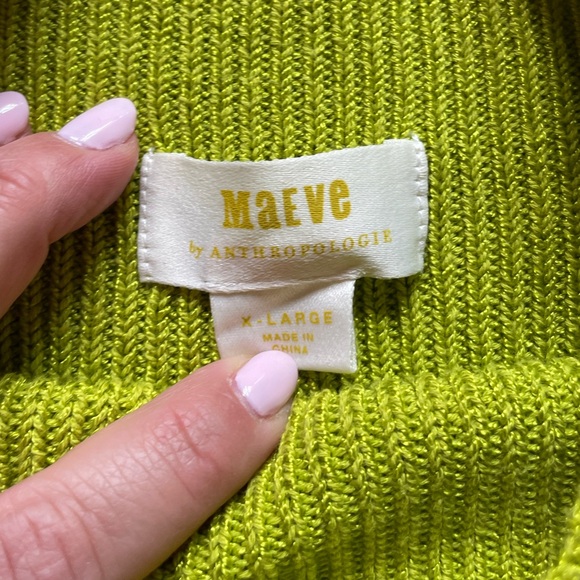 MaEVe
by ANTHROPOLOGIE
X-LARGE
MADE IN
CHINA